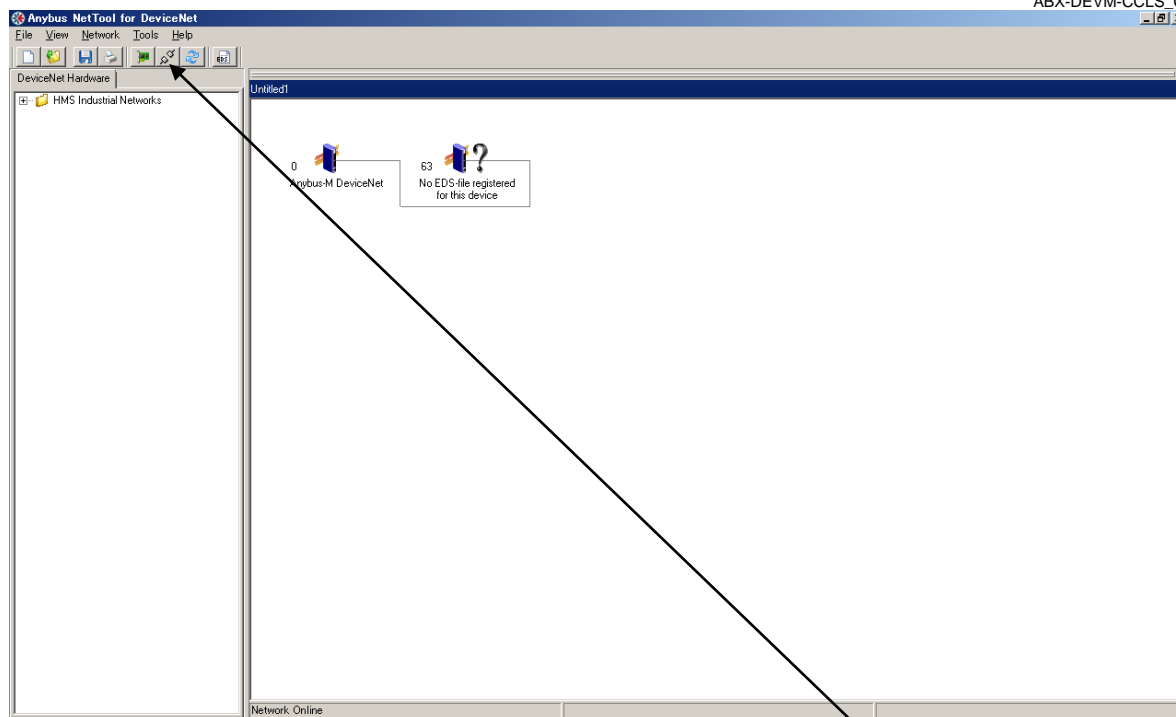 ABX-DEVM-CCLS_
Anybus NetTool for DeviceNet
File View Network Tools Help
EDS
DeviceNet Hardware
HMS Industrial Networks
Untitled1
0
Anybus-M DeviceNet
63
?
No EDS-file registered
for this device
Network Online